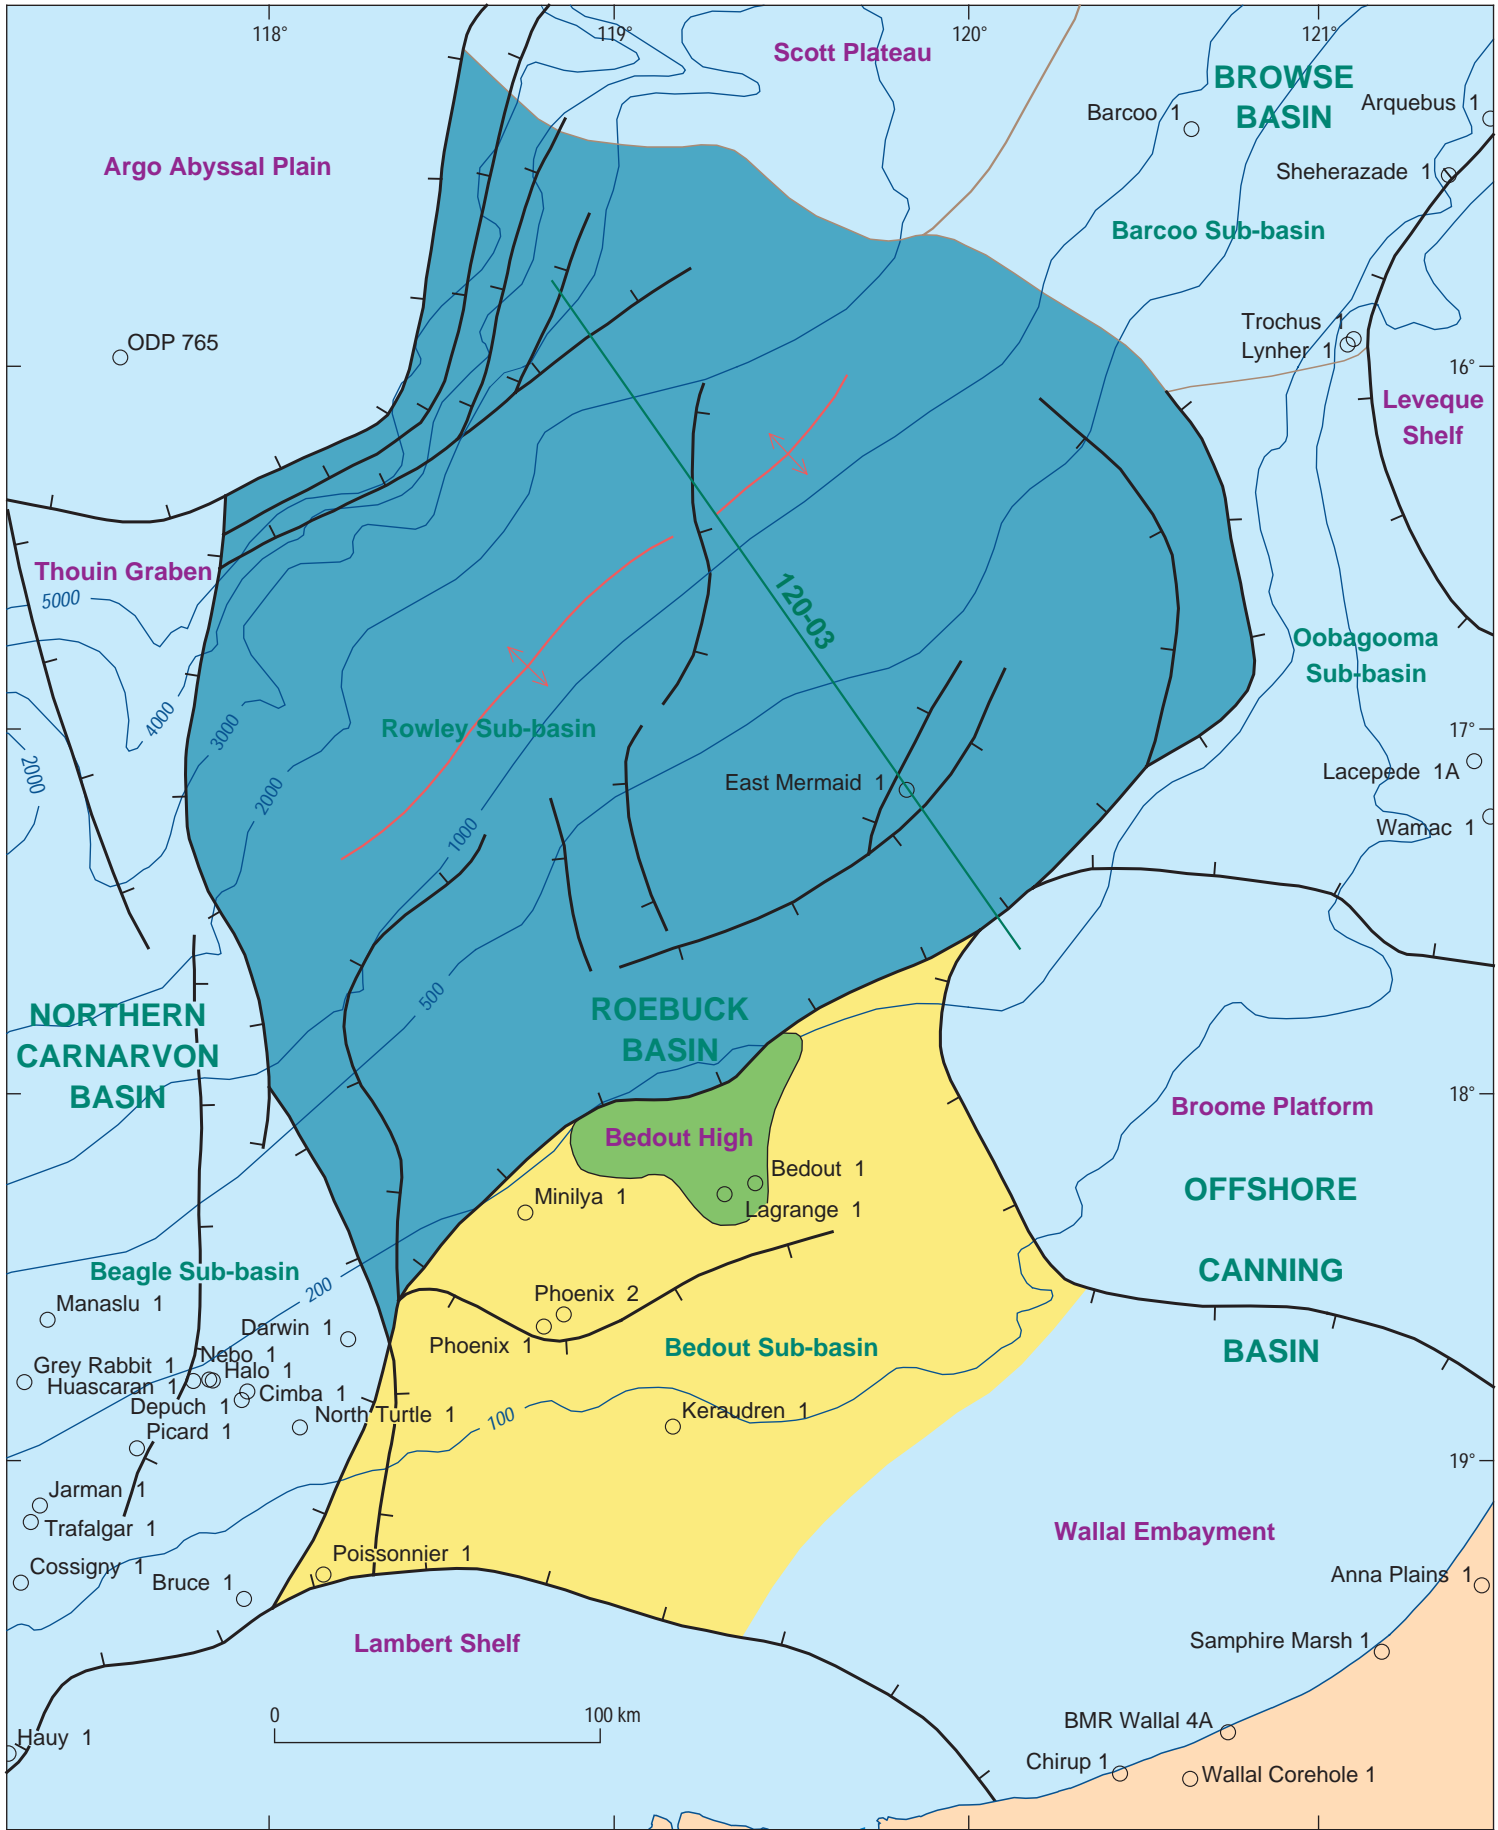 118°
119°
120°
121°
Scott Plateau
BROWSE
BASIN
Barcoo 1
Arquebus 1
Argo Abyssal Plain
Sheherazade 1
Barcoo Sub-basin
ODP 765
Trochus 1
Lynher 1
16°
Leveque
Shelf
Thouin Graben
5000
120-03
Oobagooma
Sub-basin
4000
3000
2000
2000
Rowley Sub-basin
17°
East Mermaid 1
Lacepede 1A
Wamac 1
1000
500
NORTHERN
CARNARVON
BASIN
ROEBUCK
BASIN
18°
Broome Platform
Bedout High
Bedout 1
Lagrange 1
Minilya 1
OFFSHORE
CANNING
BASIN
Beagle Sub-basin
200
Manaslu 1
Darwin 1
Phoenix 2
Phoenix 1
Bedout Sub-basin
Nebo 1
Grey Rabbit 1
Halo 1
Huascaran 1
Cimba 1
Depuch 1
North Turtle 1
100
Keraudren 1
Picard 1
19°
Jarman 1
Trafalgar 1
Wallal Embayment
Poissonnier 1
Cossigny 1
Bruce 1
Anna Plains 1
Lambert Shelf
Samphire Marsh 1
0
100 km
BMR Wallal 4A
Hauy 1
Chirup 1
Wallal Corehole 1